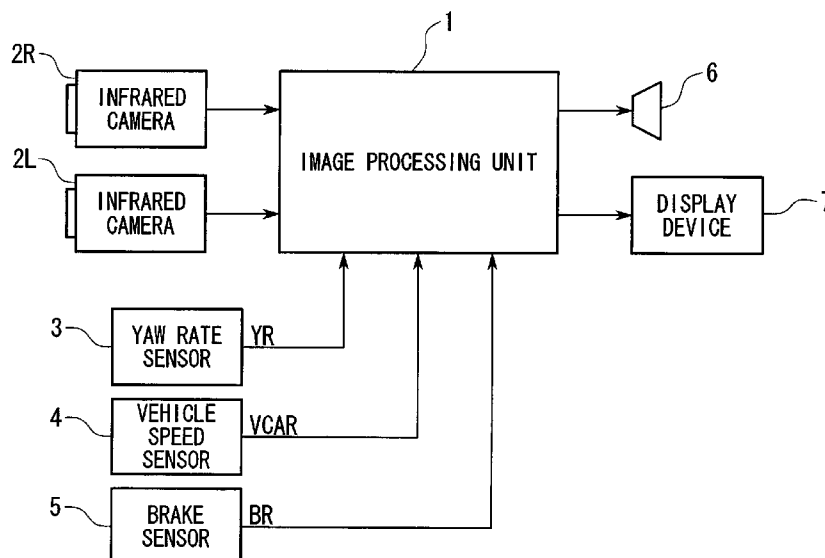 1
2R
INFRARED
CAMERA
2L
INFRARED
CAMERA
IMAGE PROCESSING UNIT
6
DISPLAY
DEVICE
7
3
YAW RATE
SENSOR
YR
4
VEHICLE
SPEED
SENSOR
VCAR
5
BRAKE
SENSOR
BR